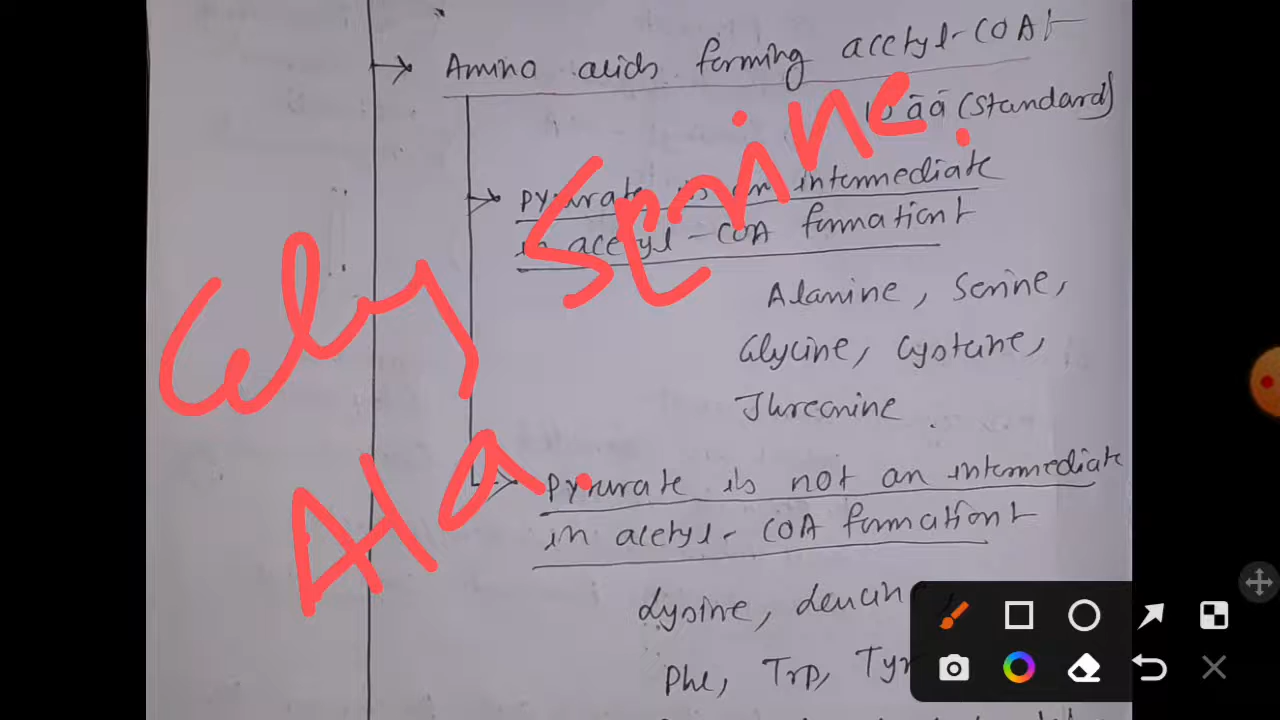 → Amino acids forming acetyl-COA :-
10 āā (Standard)
→ Pyruvate is an intermediate
in acetyl-COA formation :-
Alanine, Serine,
Glycine, Cysteine,
Threonine
→ Pyruvate is not an intermediate
in acetyl-COA formation :-
Lysine, Leucine
Phe, Trp, Tyr
Serine.
Gly
Ala.